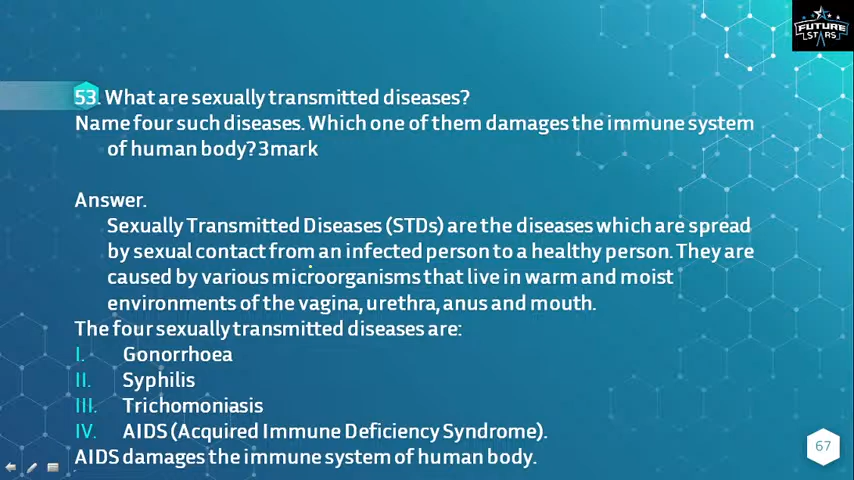 FUTURE
STARS
53. What are sexually transmitted diseases?
Name four such diseases. Which one of them damages the immune system
of human body? 3mark
Answer.
Sexually Transmitted Diseases (STDs) are the diseases which are spread
by sexual contact from an infected person to a healthy person. They are
caused by various microorganisms that live in warm and moist
environments of the vagina, urethra, anus and mouth.
The four sexually transmitted diseases are:
I. Gonorrhoea
II. Syphilis
III. Trichomoniasis
IV. AIDS (Acquired Immune Deficiency Syndrome).
AIDS damages the immune system of human body.
67